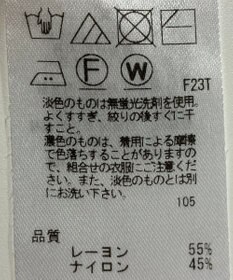 F W F23T
淡色のものは無蛍光洗剤を使用。
よくすすぎ、絞りの後すぐに干
すこと。
濃色のものは、着用による摩擦
で色落ちすることがありますの
で、組合せの衣服にご注意くだ
さい。また、淡色のものとは別
にお洗い下さい。
105
品質
レーヨン 55%
ナイロン 45%